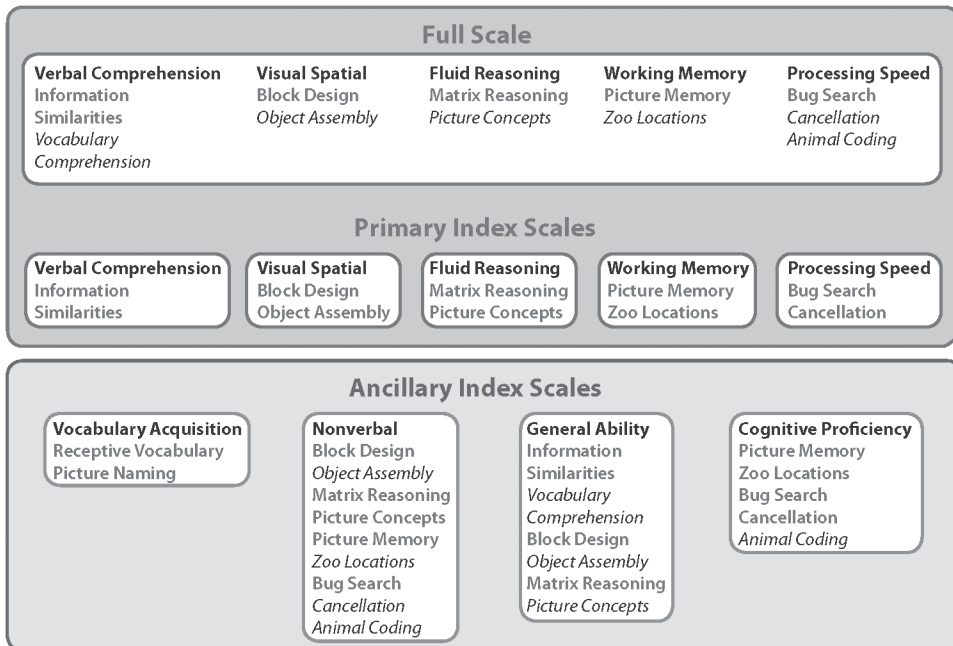 Full Scale
Verbal Comprehension
Information
Similarities
Vocabulary
Comprehension
Visual Spatial
Block Design
Object Assembly
Fluid Reasoning
Matrix Reasoning
Picture Concepts
Working Memory
Picture Memory
Zoo Locations
Processing Speed
Bug Search
Cancellation
Animal Coding
Primary Index Scales
Verbal Comprehension
Information
Similarities
Visual Spatial
Block Design
Object Assembly
Fluid Reasoning
Matrix Reasoning
Picture Concepts
Working Memory
Picture Memory
Zoo Locations
Processing Speed
Bug Search
Cancellation
Ancillary Index Scales
Vocabulary Acquisition
Receptive Vocabulary
Picture Naming
Nonverbal
Block Design
Object Assembly
Matrix Reasoning
Picture Concepts
Picture Memory
Zoo Locations
Bug Search
Cancellation
Animal Coding
General Ability
Information
Similarities
Vocabulary
Comprehension
Block Design
Object Assembly
Matrix Reasoning
Picture Concepts
Cognitive Proficiency
Picture Memory
Zoo Locations
Bug Search
Cancellation
Animal Coding